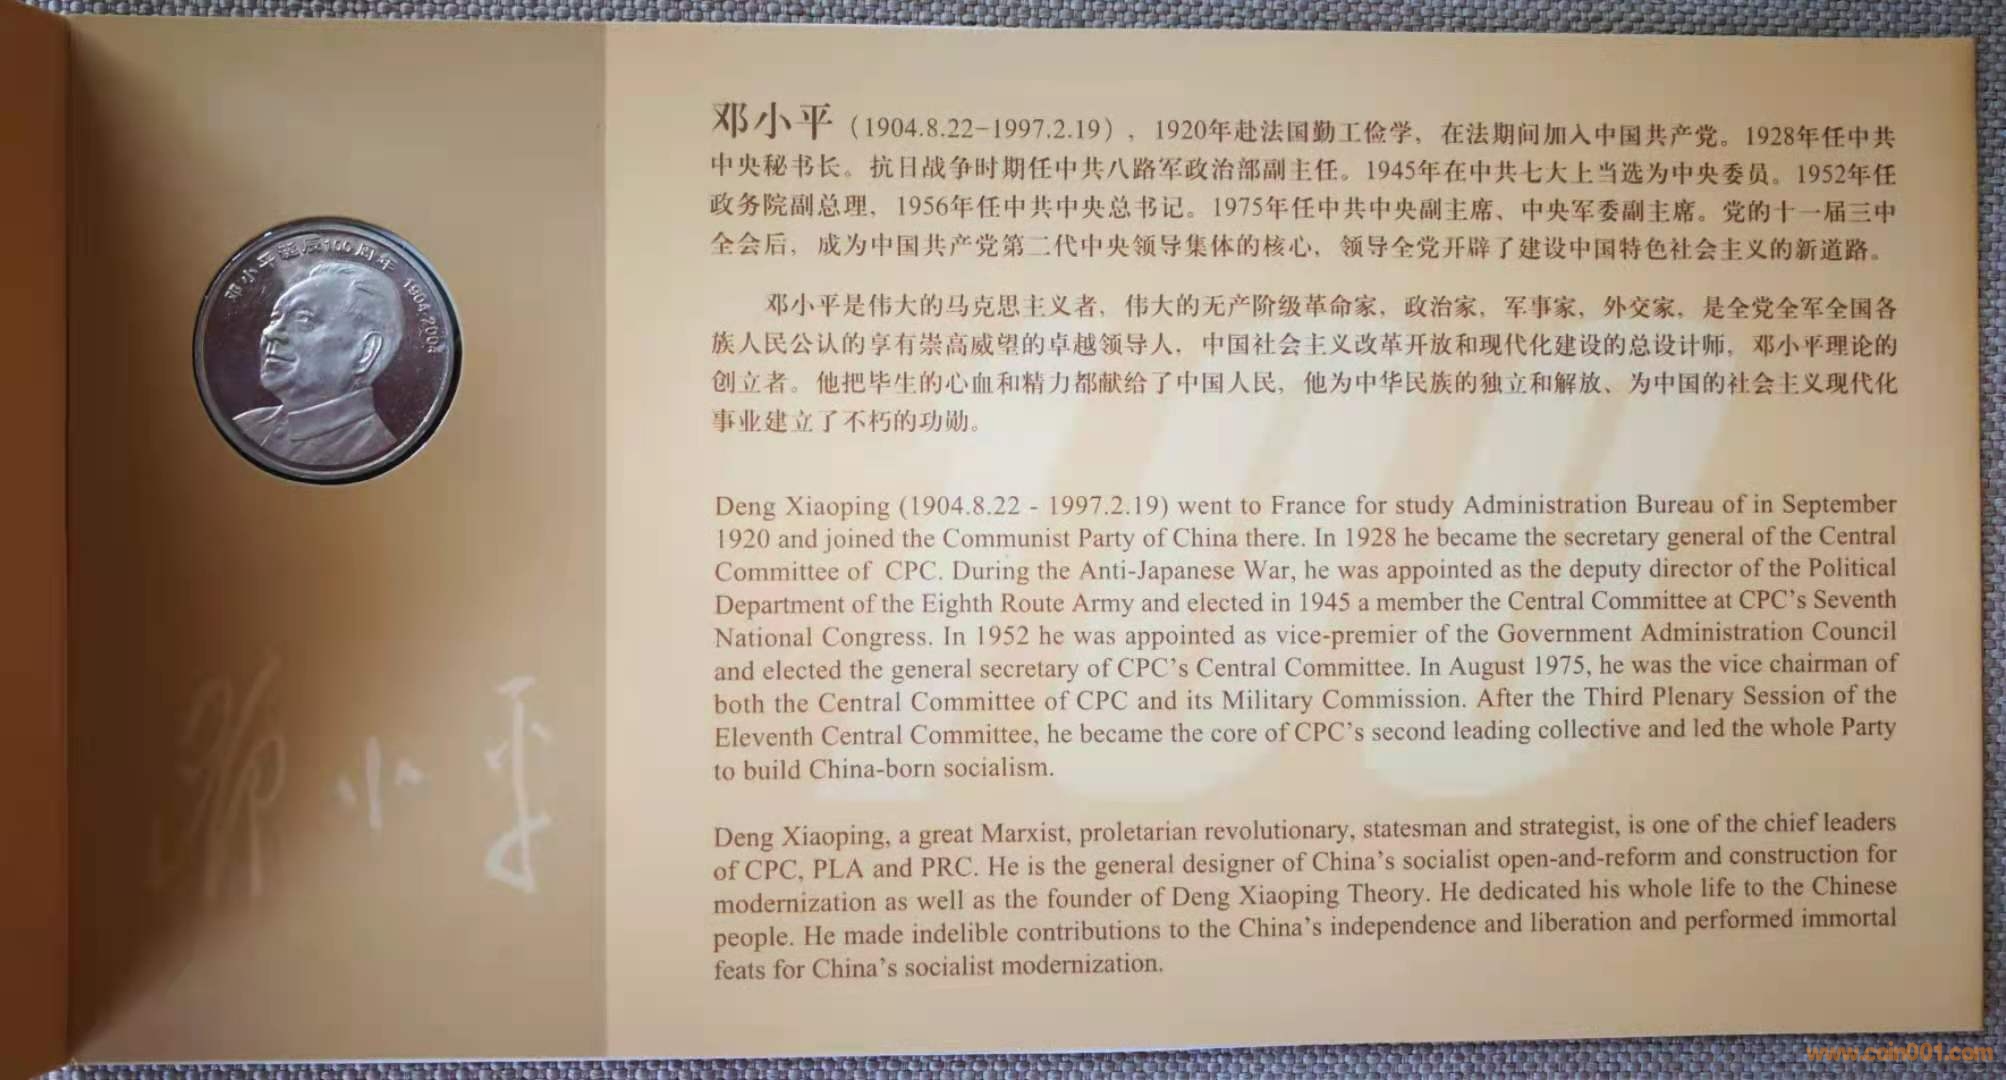 邓小平诞辰100周年 1904-2004
邓小平
邓小平（1904.8.22-1997.2.19），1920年赴法国勤工俭学，在法期间加入中国共产党。1928年任中共
中央秘书长。抗日战争时期任中共八路军政治部副主任。1945年在中共七大上当选为中央委员。1952年任
政务院副总理，1956年任中共中央总书记。1975年任中共中央副主席、中央军委副主席。党的十一届三中
全会后，成为中国共产党第二代中央领导集体的核心，领导全党开辟了建设中国特色社会主义的新道路。
邓小平是伟大的马克思主义者，伟大的无产阶级革命家，政治家，军事家，外交家，是全党全军全国各
族人民公认的享有崇高威望的卓越领导人，中国社会主义改革开放和现代化建设的总设计师，邓小平理论的
创立者。他把毕生的心血和精力都献给了中国人民，他为中华民族的独立和解放、为中国的社会主义现代化
事业建立了不朽的功勋。
Deng Xiaoping (1904.8.22 - 1997.2.19) went to France for study Administration Bureau of in September
1920 and joined the Communist Party of China there. In 1928 he became the secretary general of the Central
Committee of CPC. During the Anti-Japanese War, he was appointed as the deputy director of the Political
Department of the Eighth Route Army and elected in 1945 a member the Central Committee at CPC's Seventh
National Congress. In 1952 he was appointed as vice-premier of the Government Administration Council
and elected the general secretary of CPC's Central Committee. In August 1975, he was the vice chairman of
both the Central Committee of CPC and its Military Commission. After the Third Plenary Session of the
Eleventh Central Committee, he became the core of CPC's second leading collective and led the whole Party
to build China-born socialism.
Deng Xiaoping, a great Marxist, proletarian revolutionary, statesman and strategist, is one of the chief leaders
of CPC, PLA and PRC. He is the general designer of China's socialist open-and-reform and construction for
modernization as well as the founder of Deng Xiaoping Theory. He dedicated his whole life to the Chinese
people. He made indelible contributions to the China's independence and liberation and performed immortal
feats for China's socialist modernization.
100
www.coin001.com